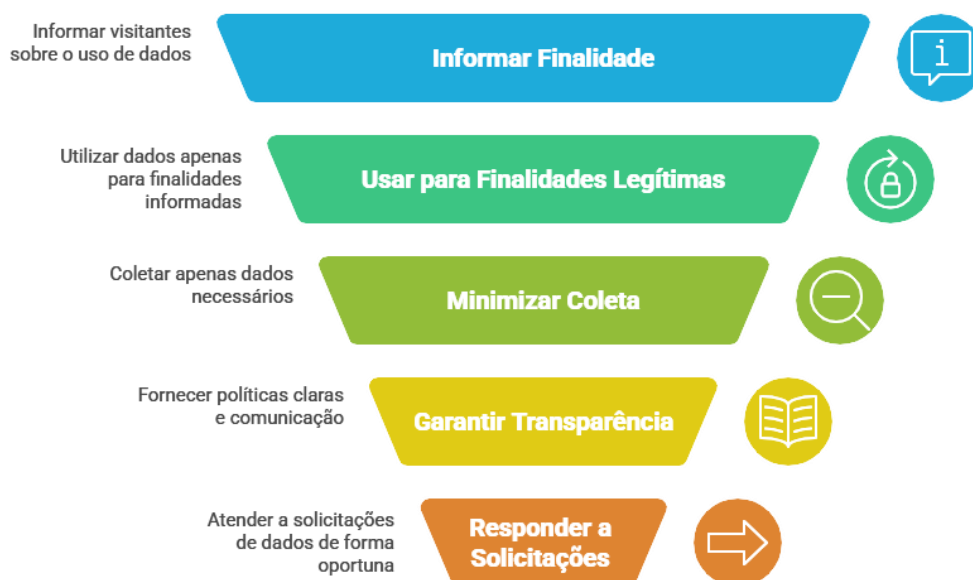 Informar visitantes
sobre o uso de dados
Informar Finalidade
i
Utilizar dados apenas
para finalidades
informadas
Usar para Finalidades Legítimas
Coletar apenas dados
necessários
Minimizar Coleta
Fornecer políticas claras
e comunicação
Garantir Transparência
Atender a solicitações
de dados de forma
oportuna
Responder a
Solicitações